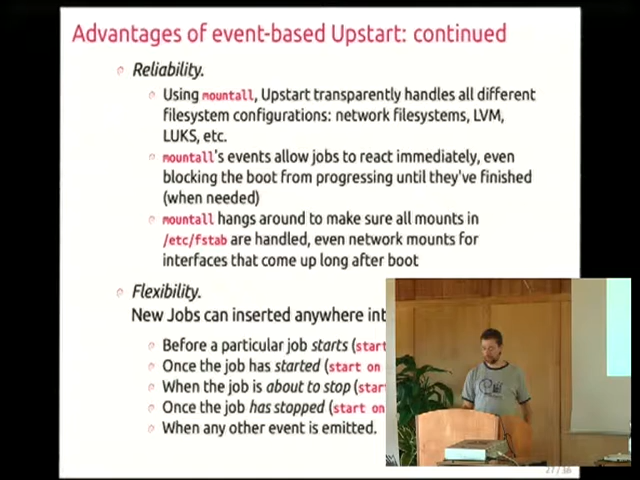 Advantages of event-based Upstart: continued
Reliability.
Using mountall, Upstart transparently handles all different
filesystem configurations: network filesystems, LVM,
LUKS, etc.
mountall's events allow jobs to react immediately, even
blocking the boot from progressing until they've finished
(when needed)
mountall hangs around to make sure all mounts in
/etc/fstab are handled, even network mounts for
interfaces that come up long after boot
Flexibility.
New Jobs can inserted anywhere int
Before a particular job starts (start
Once the job has started (start on
When the job is about to stop (star
Once the job has stopped (start on
When any other event is emitted.
27/36